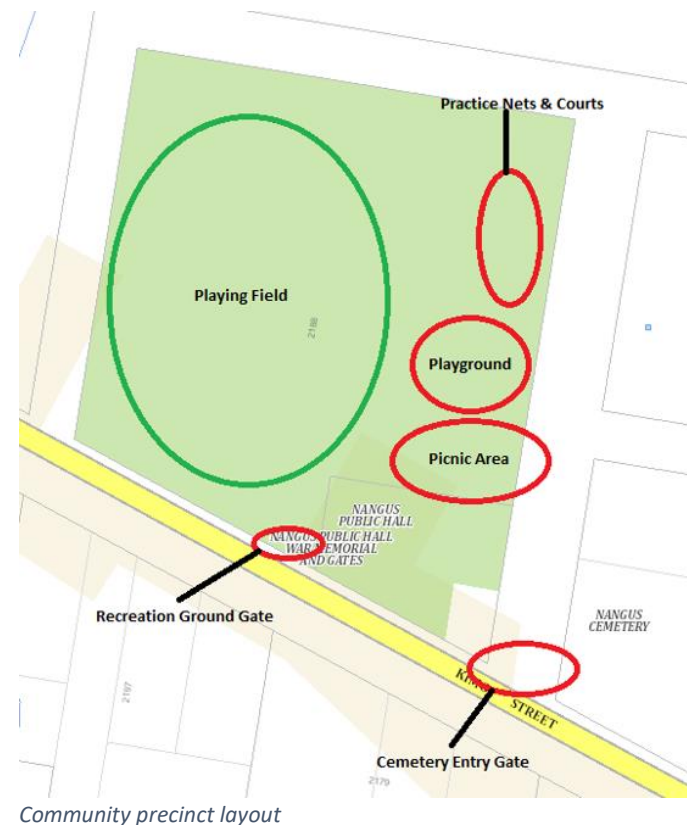 Practice Nets & Courts
Playing Field
2198
Playground
Picnic Area
NANGUS
PUBLIC HALL
NANGUS PUBLIC HALL
WAR MEMORIAL
AND GATES
Recreation Ground Gate
NANGUS
CEMETERY
2197
STREET
Cemetery Entry Gate
2179
Community precinct layout